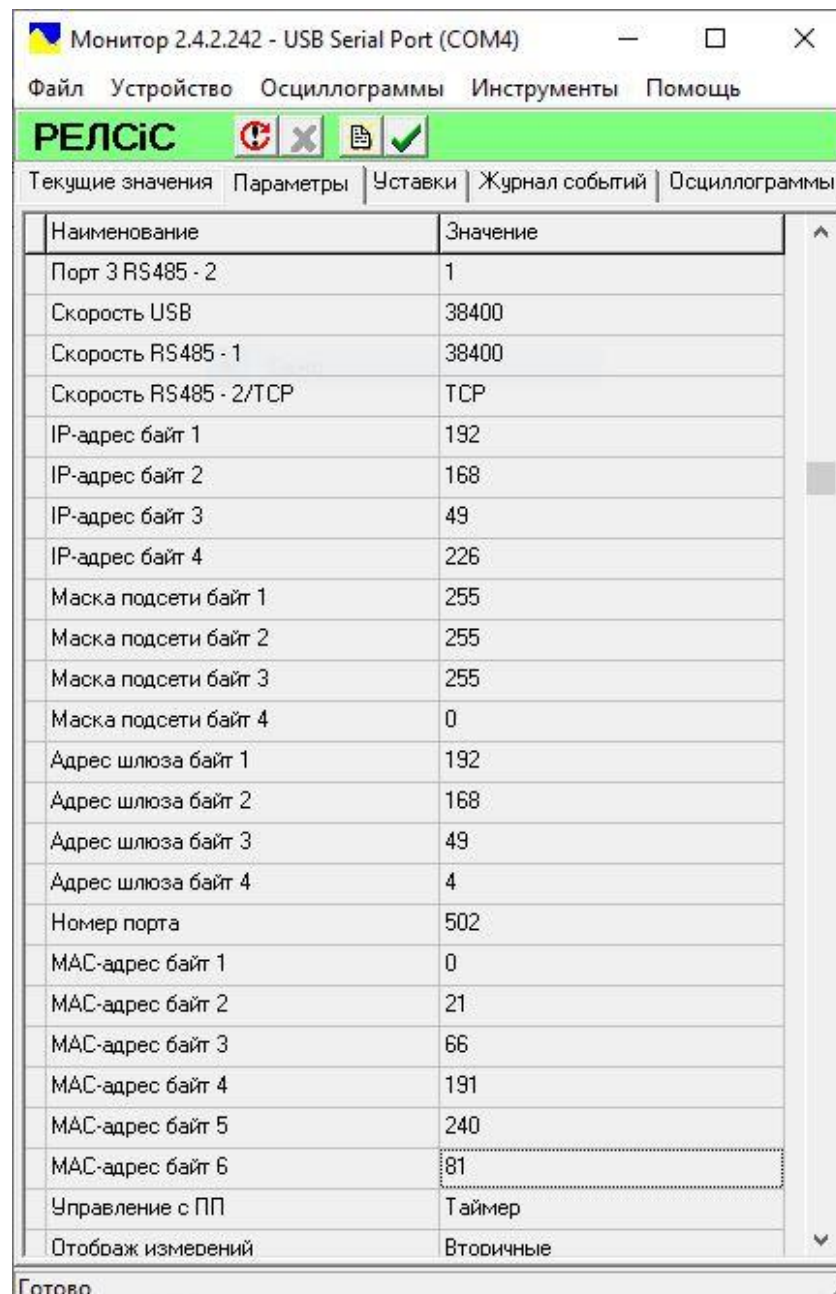 Монитор 2.4.2.242 - USB Serial Port (COM4)
Файл Устройство Осциллограммы Инструменты Помощь
РЕЛСіС
Текущие значения Параметры Уставки Журнал событий Осциллограммы
Наименование Значение
Порт 3 RS485 - 2 1
Скорость USB 38400
Скорость RS485 - 1 38400
Скорость RS485 - 2/TCP TCP
IP-адрес байт 1 192
IP-адрес байт 2 168
IP-адрес байт 3 49
IP-адрес байт 4 226
Маска подсети байт 1 255
Маска подсети байт 2 255
Маска подсети байт 3 255
Маска подсети байт 4 0
Адрес шлюза байт 1 192
Адрес шлюза байт 2 168
Адрес шлюза байт 3 49
Адрес шлюза байт 4 4
Номер порта 502
MAC-адрес байт 1 0
MAC-адрес байт 2 21
MAC-адрес байт 3 66
MAC-адрес байт 4 191
MAC-адрес байт 5 240
MAC-адрес байт 6 81
Управление с ПП Таймер
Отображ измерений Вторичные
Готово